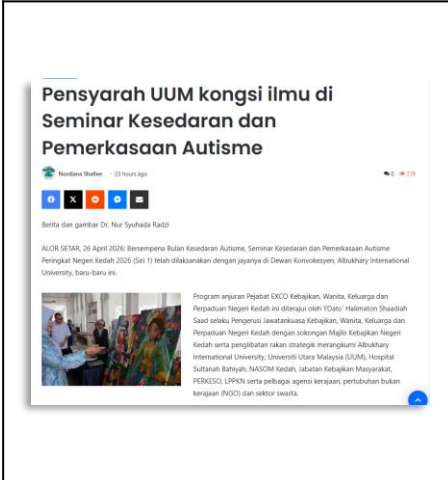 Pensyarah UUM kongsi ilmu di
Seminar Kesedaran dan
Pemerkasaan Autisme
Nordiana Shafiee · 23 hours ago
0 219
Berita dan gambar Dr. Nur Syuhada Radzi
ALOR SETAR, 26 April 2026: Bersempena Bulan Kesedaran Autisme, Seminar Kesedaran dan Pemerkasaan Autisme
Peringkat Negeri Kedah 2026 (Siri 1) telah dilaksanakan dengan jayanya di Dewan Konvokesyen, Albukhary International
University, baru-baru ini.
Program anjuran Pejabat EXCO Kebajikan, Wanita, Keluarga dan
Perpaduan Negeri Kedah ini diterajui oleh YDato' Halimaton Shaadiah
Saad selaku Pengerusi Jawatankuasa Kebajikan, Wanita, Keluarga dan
Perpaduan Negeri Kedah dengan sokongan Majlis Kebajikan Negeri
Kedah serta penglibatan rakan strategik merangkumi Albukhary
International University, Universiti Utara Malaysia (UUM), Hospital
Sultanah Bahiyah, NASOM Kedah, Jabatan Kebajikan Masyarakat,
PERKESO, LPPKN serta pelbagai agensi kerajaan, pertubuhan bukan
kerajaan (NGO) dan sektor swasta.